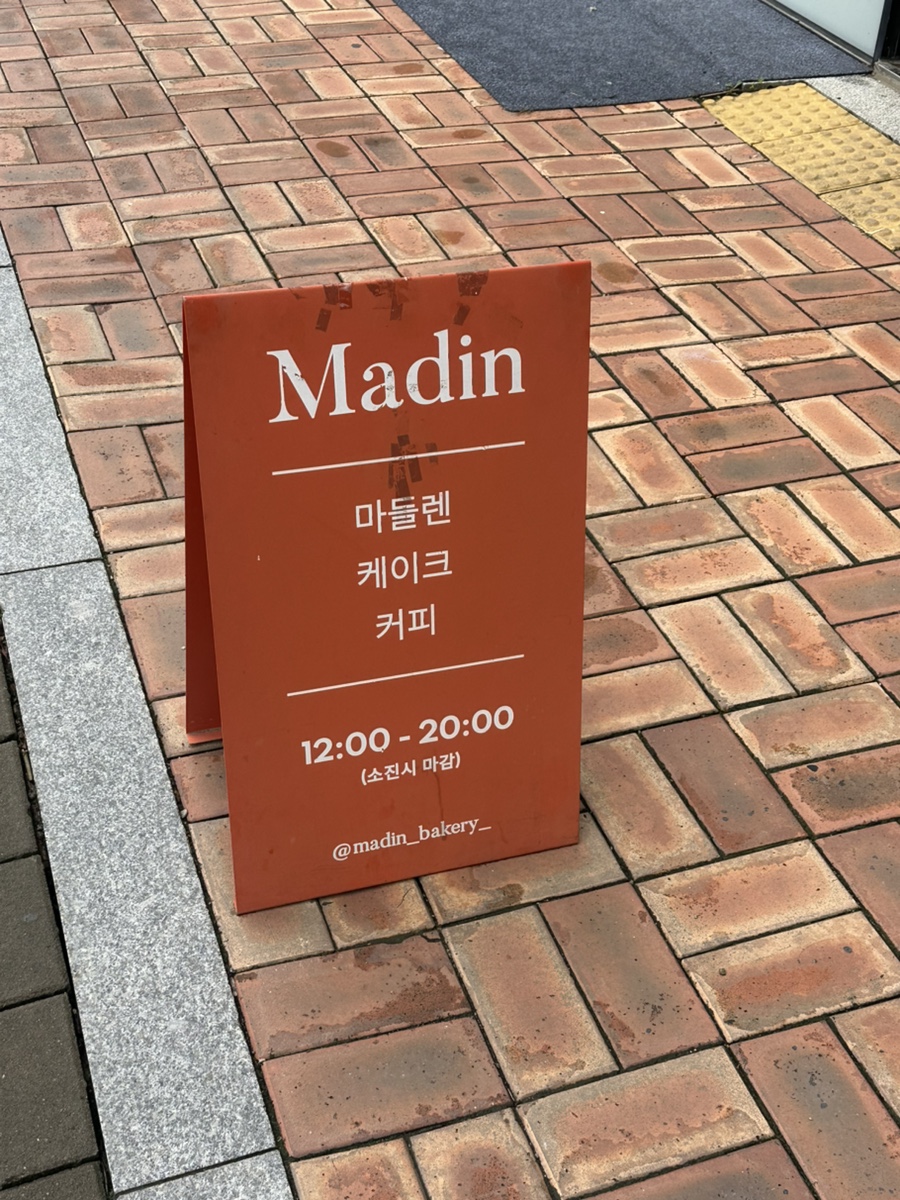 Madin
마들렌
케이크
커피
12:00 - 20:00
(소진시 마감)
@madin_bakery_